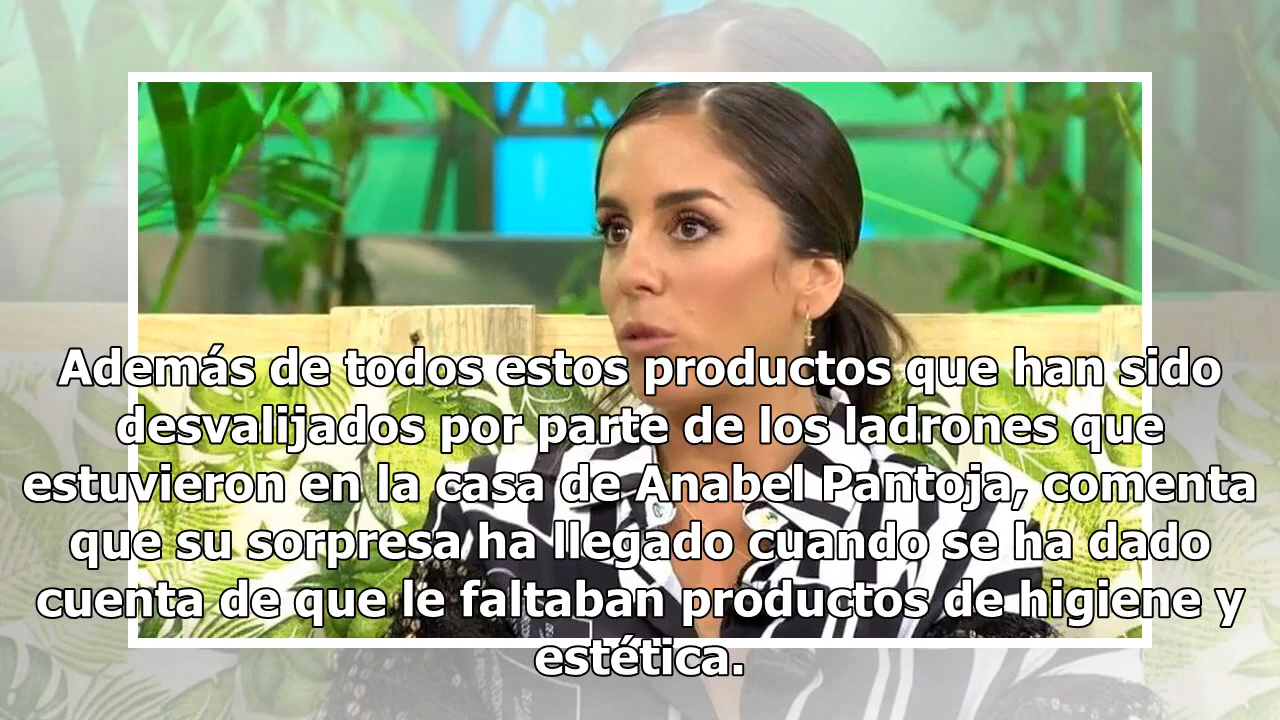 Además de todos estos productos que han sido
desvalijados por parte de los ladrones que
estuvieron en la casa de Anabel Pantoja, comenta
que su sorpresa ha llegado cuando se ha dado
cuenta de que le faltaban productos de higiene y
estética.